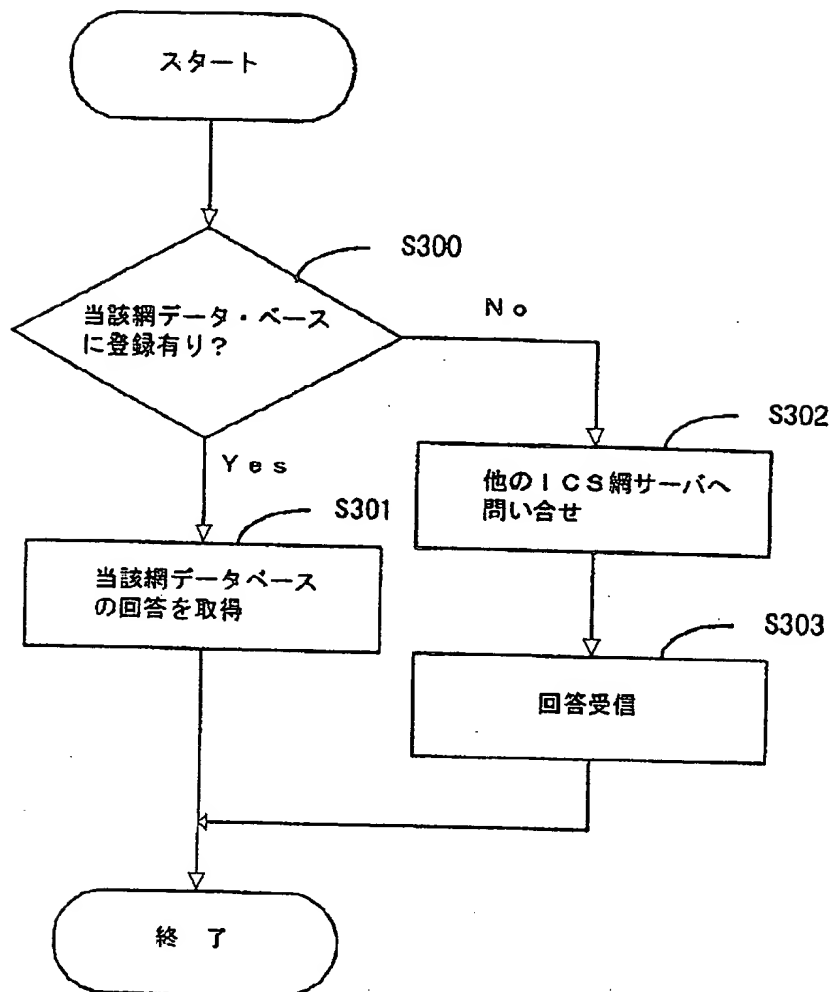 スタート
S300
当該網データ・ベース
に登録有り?
No
Yes
S301
当該網データベース
の回答を取得
S302
他のICS網サーバへ
問い合せ
S303
回答受信
終 了